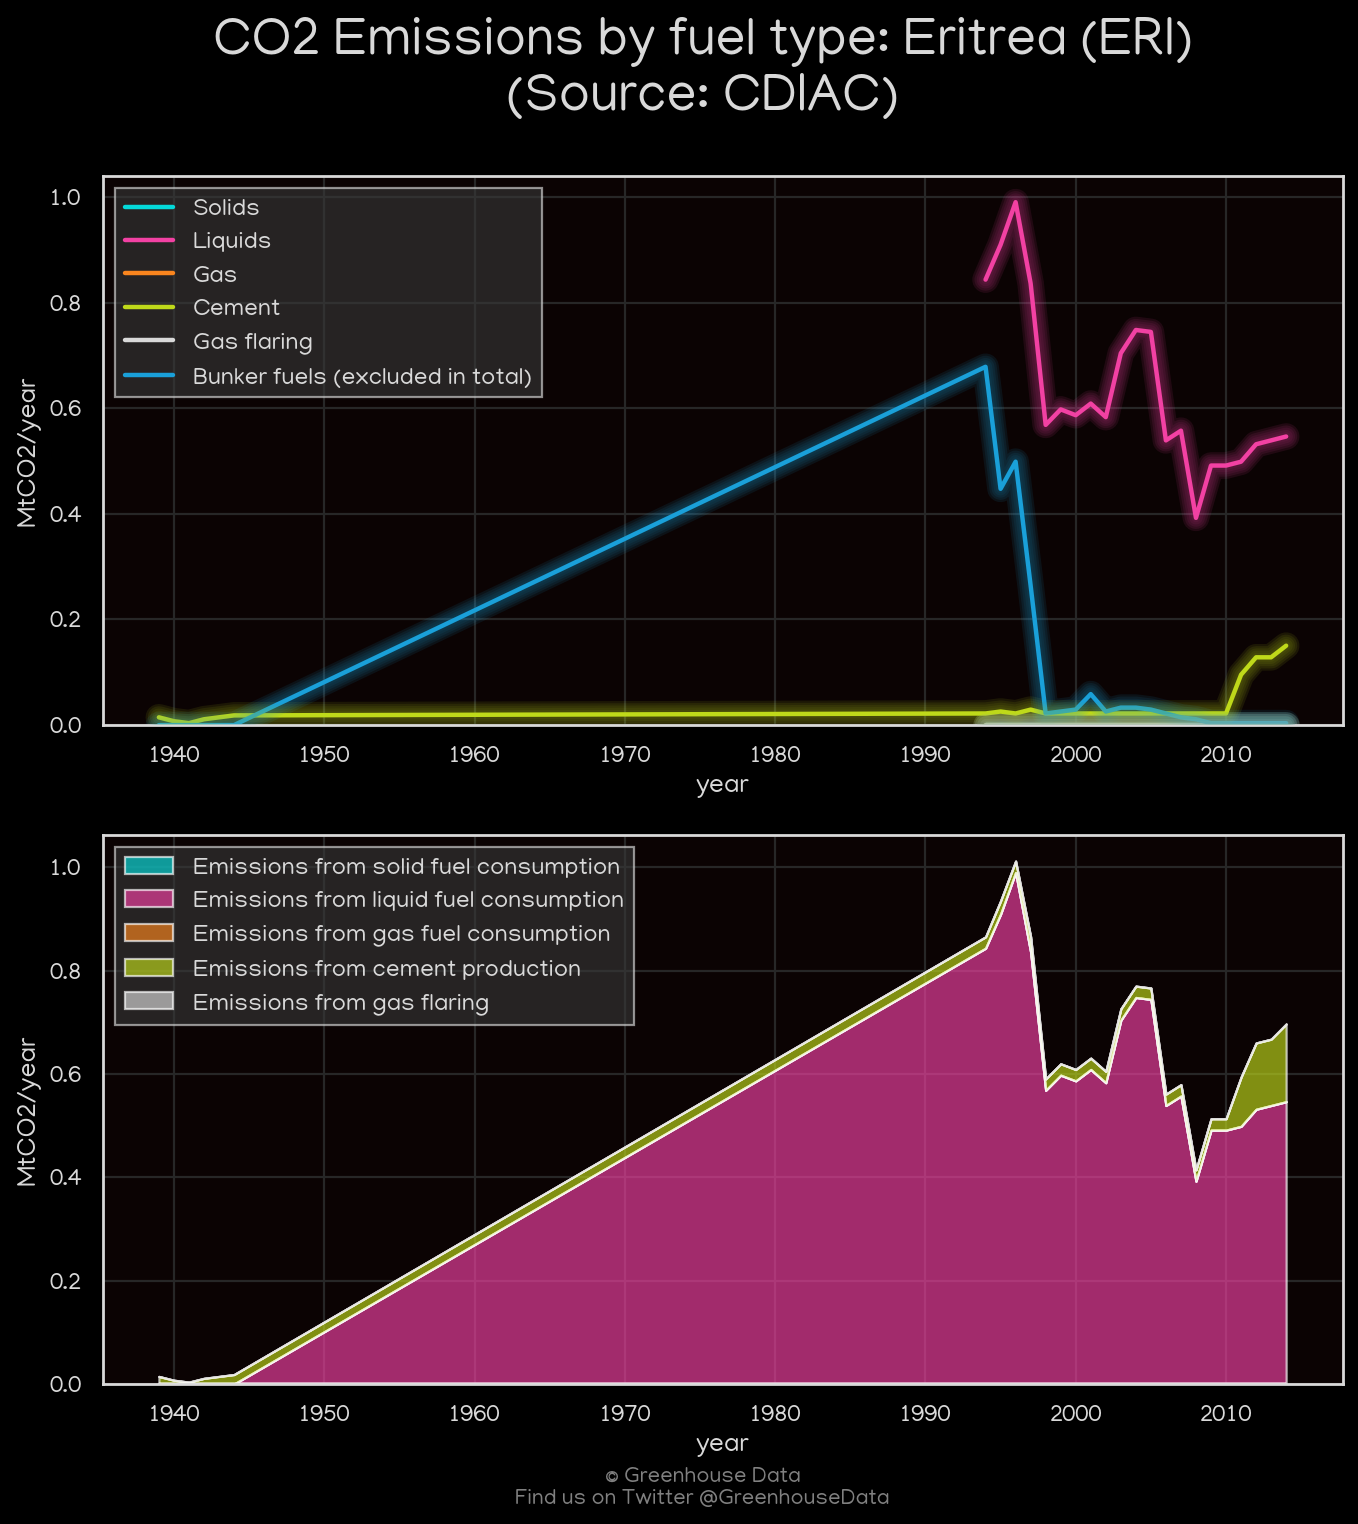 CO2 Emissions by fuel type: Eritrea (ERI)
(Source: CDIAC)
1.0
0.8
0.6
0.4
0.2
0.0
MtCO2/year
Solids
Liquids
Gas
Cement
Gas flaring
Bunker fuels (excluded in total)
1940 1950 1960 1970 1980 1990 2000 2010
year
1.0
0.8
0.6
0.4
0.2
0.0
MtCO2/year
Emissions from solid fuel consumption
Emissions from liquid fuel consumption
Emissions from gas fuel consumption
Emissions from cement production
Emissions from gas flaring
1940 1950 1960 1970 1980 1990 2000 2010
year
© Greenhouse Data
Find us on Twitter @GreenhouseData